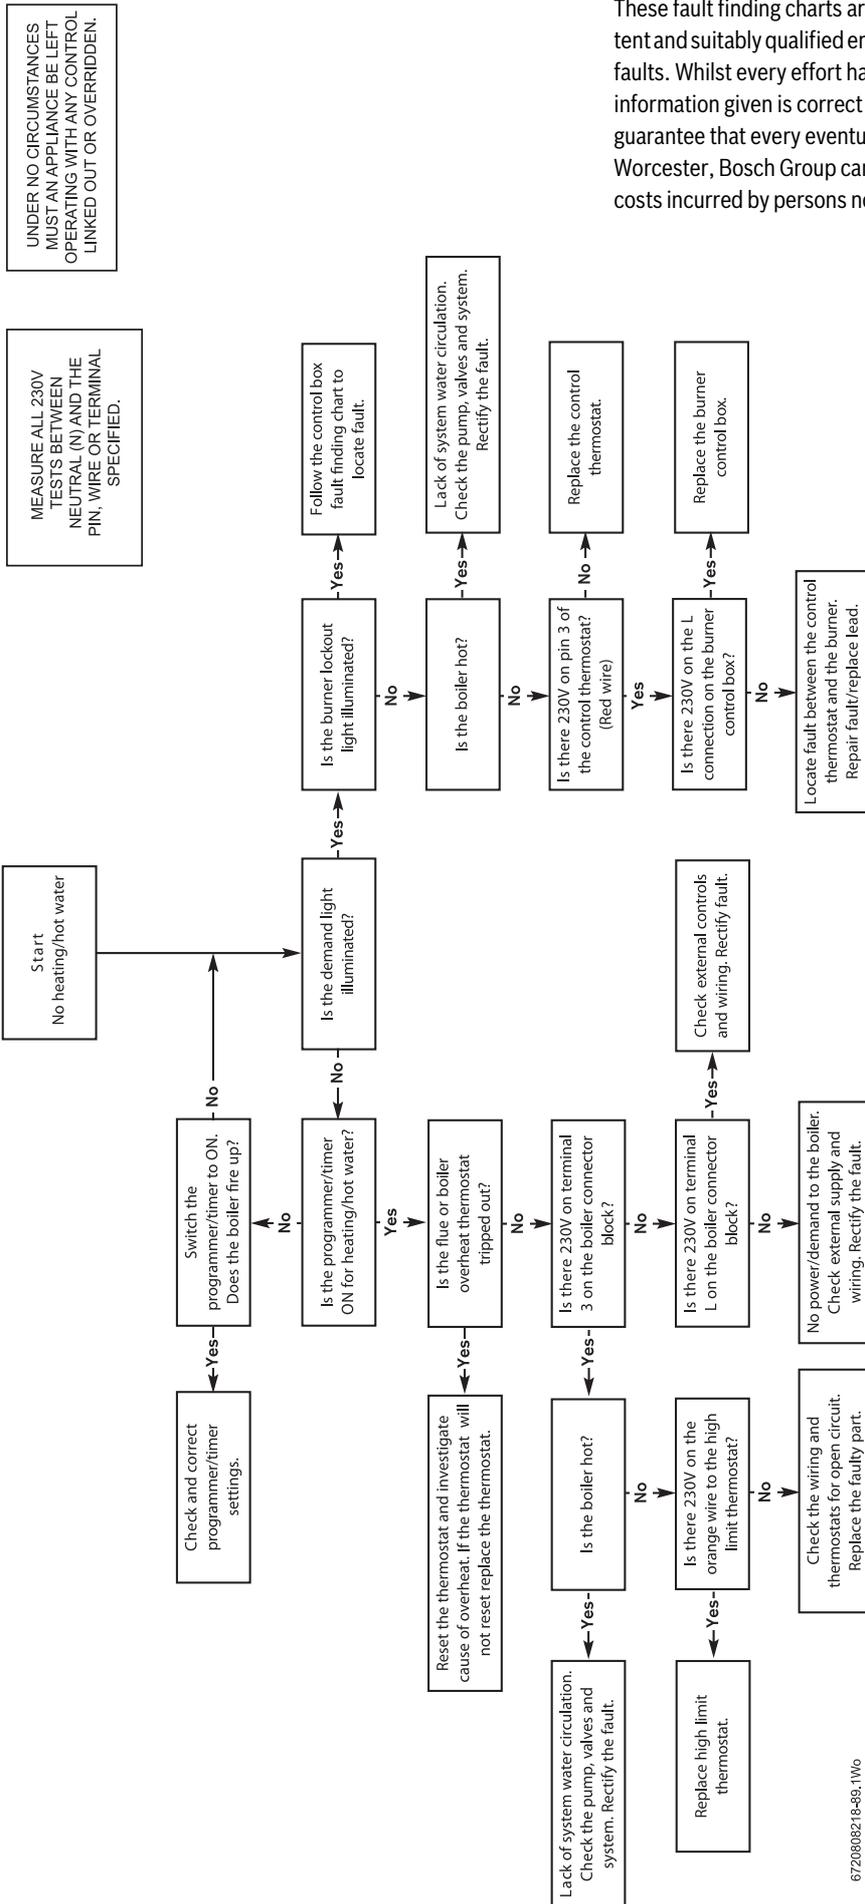 These fault finding charts ar
tent and suitably qualified en
faults. Whilst every effort ha
information given is correct
guarantee that every eventu
Worcester, Bosch Group can
costs incurred by persons no
UNDER NO CIRCUMSTANCES
MUST AN APPLIANCE BE LEFT
OPERATING WITH ANY CONTROL
LINKED OUT OR OVERRIDDEN.
MEASURE ALL 230V
TESTS BETWEEN
NEUTRAL (N) AND THE
PIN, WIRE OR TERMINAL
SPECIFIED.
Start
No heating/hot water
Is the demand light
illuminated?
Yes
Is the burner lockout
light illuminated?
Yes
Follow the control box
fault finding chart to
locate fault.
No
Is the boiler hot?
Yes
Lack of system water circulation.
Check the pump, valves and system.
Rectify the fault.
No
Is there 230V on pin 3 of
the control thermostat?
(Red wire)
No
Replace the control
thermostat.
Yes
Is there 230V on the L
connection on the burner
control box?
Yes
Replace the burner
control box.
No
Locate fault between the control
thermostat and the burner.
Repair fault/replace lead.
No
Is the programmer/timer
ON for heating/hot water?
No
Switch the
programmer/timer to ON.
Does the boiler fire up?
No
Yes
Check and correct
programmer/timer
settings.
Yes
Is the flue or boiler
overheat thermostat
tripped out?
Yes
Reset the thermostat and investigate
cause of overheat. If the thermostat will
not reset replace the thermostat.
No
Is there 230V on terminal
3 on the boiler connector
block?
Yes
Is the boiler hot?
Yes
Lack of system water circulation.
Check the pump, valves and
system. Rectify the fault.
No
Is there 230V on the
orange wire to the high
limit thermostat?
Yes
Replace high limit
thermostat.
No
Check the wiring and
thermostats for open circuit.
Replace the faulty part.
No
Is there 230V on terminal
L on the boiler connector
block?
Yes
Check external controls
and wiring. Rectify fault.
No
No power/demand to the boiler.
Check external supply and
wiring. Rectify the fault.
6720808218-89.1Wo